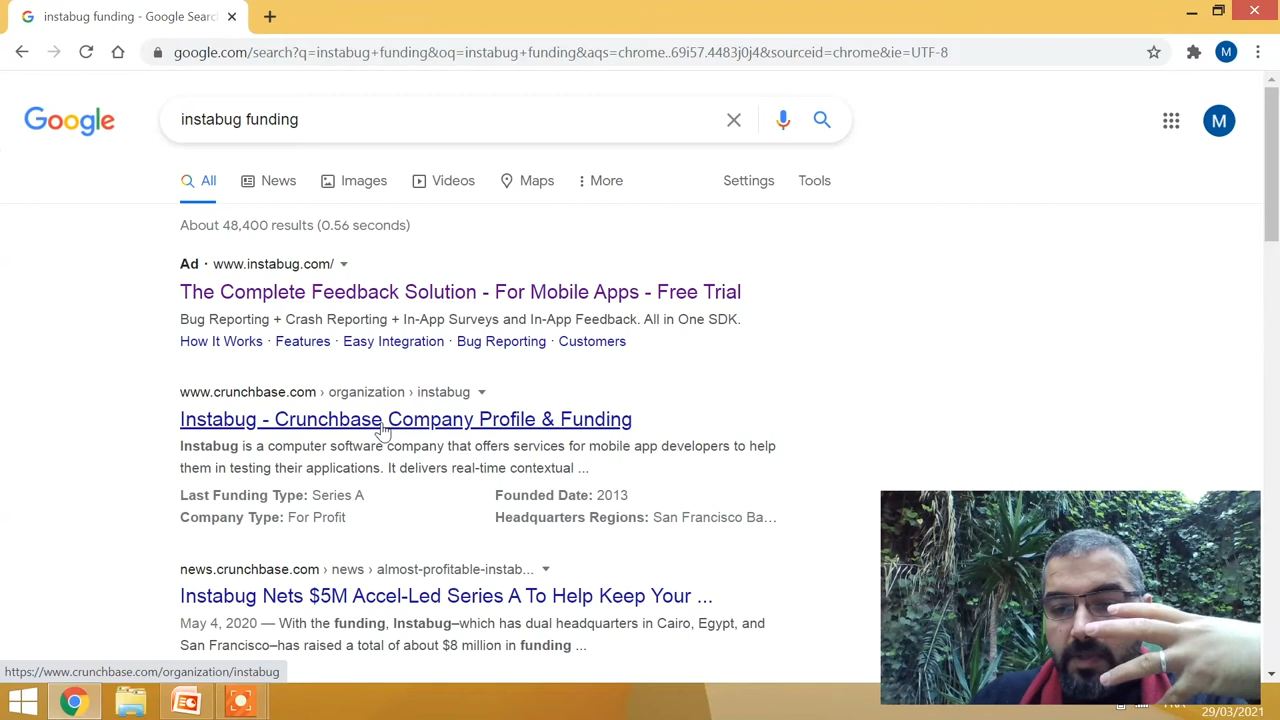 instabug funding - Google Searc
google.com/search?q=instabug+funding&oq=instabug+funding&aqs=chrome..69i57.4483j0j4&sourceid=chrome&ie=UTF-8
M
Google
instabug funding
M
All
News
Images
Videos
Maps
More
Settings
Tools
About 48,400 results (0.56 seconds)
Ad · www.instabug.com/
The Complete Feedback Solution - For Mobile Apps - Free Trial
Bug Reporting + Crash Reporting + In-App Surveys and In-App Feedback. All in One SDK.
How It Works · Features · Easy Integration · Bug Reporting · Customers
www.crunchbase.com › organization › instabug
Instabug - Crunchbase Company Profile & Funding
Instabug is a computer software company that offers services for mobile app developers to help
them in testing their applications. It delivers real-time contextual ...
Last Funding Type: Series A
Founded Date: 2013
Company Type: For Profit
Headquarters Regions: San Francisco Ba...
news.crunchbase.com › news › almost-profitable-instab...
Instabug Nets $5M Accel-Led Series A To Help Keep Your ...
May 4, 2020 — With the funding, Instabug–which has dual headquarters in Cairo, Egypt, and
San Francisco–has raised a total of about $8 million in funding ...
https://www.crunchbase.com/organization/instabug
29/03/2021